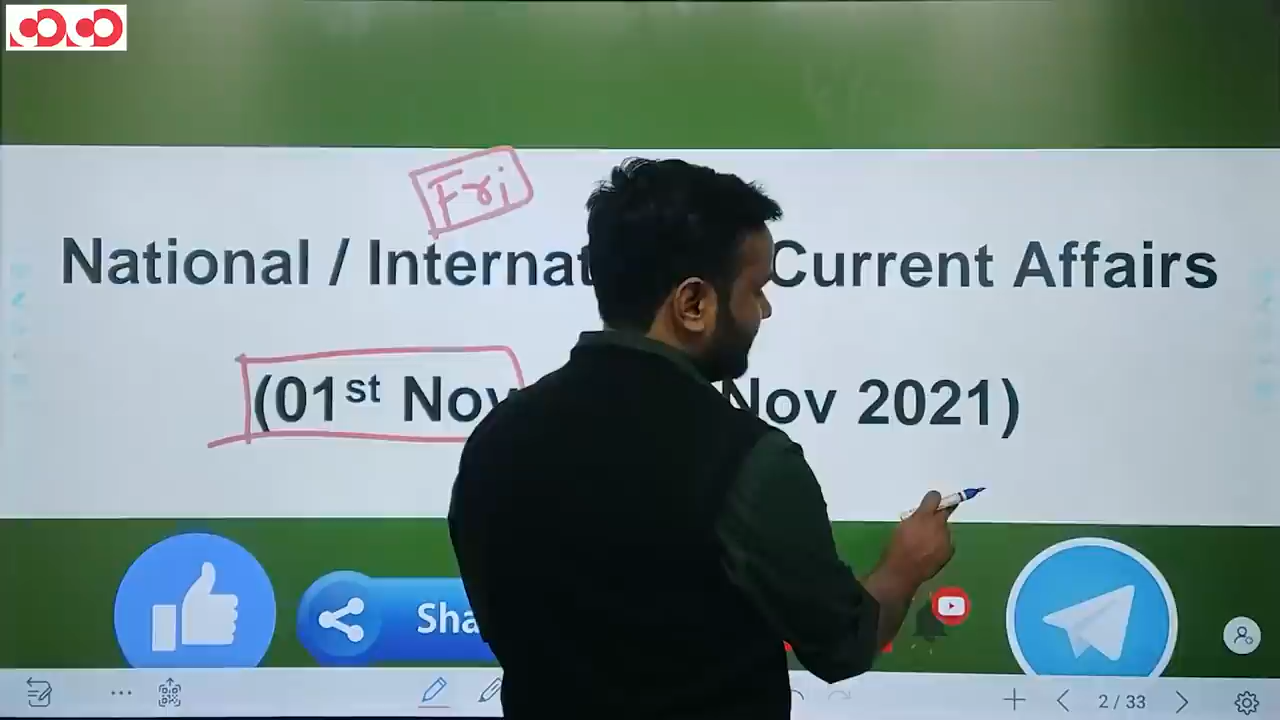 Fri
National / Internat Current Affairs
(01st Nov Nov 2021)
Sha
2 / 33